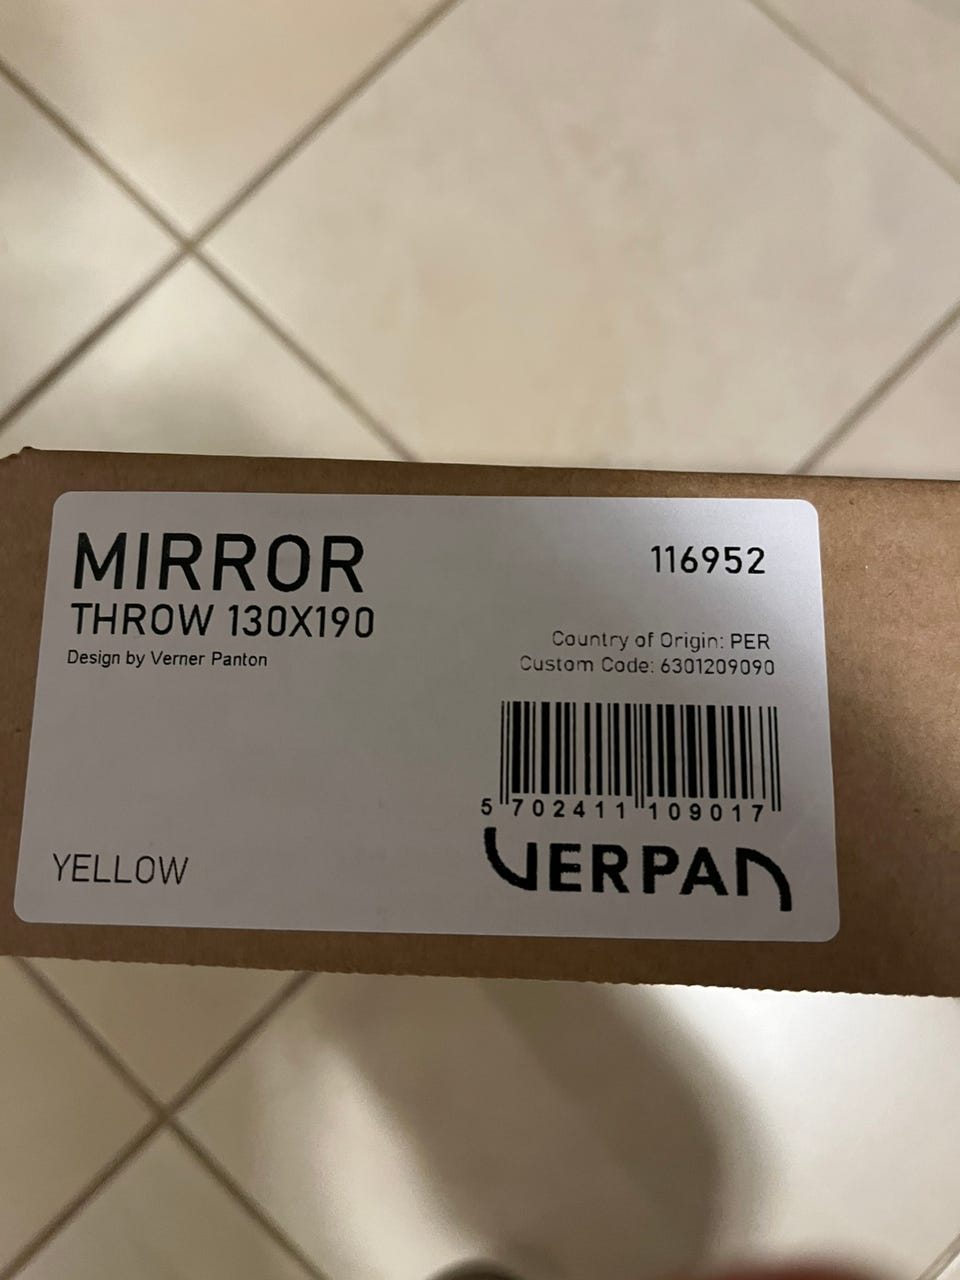 MIRROR
THROW 130X190
Design by Verner Panton
116952
Country of Origin: PER
Custom Code: 6301209090
5 702411 109017
VERPAN
YELLOW